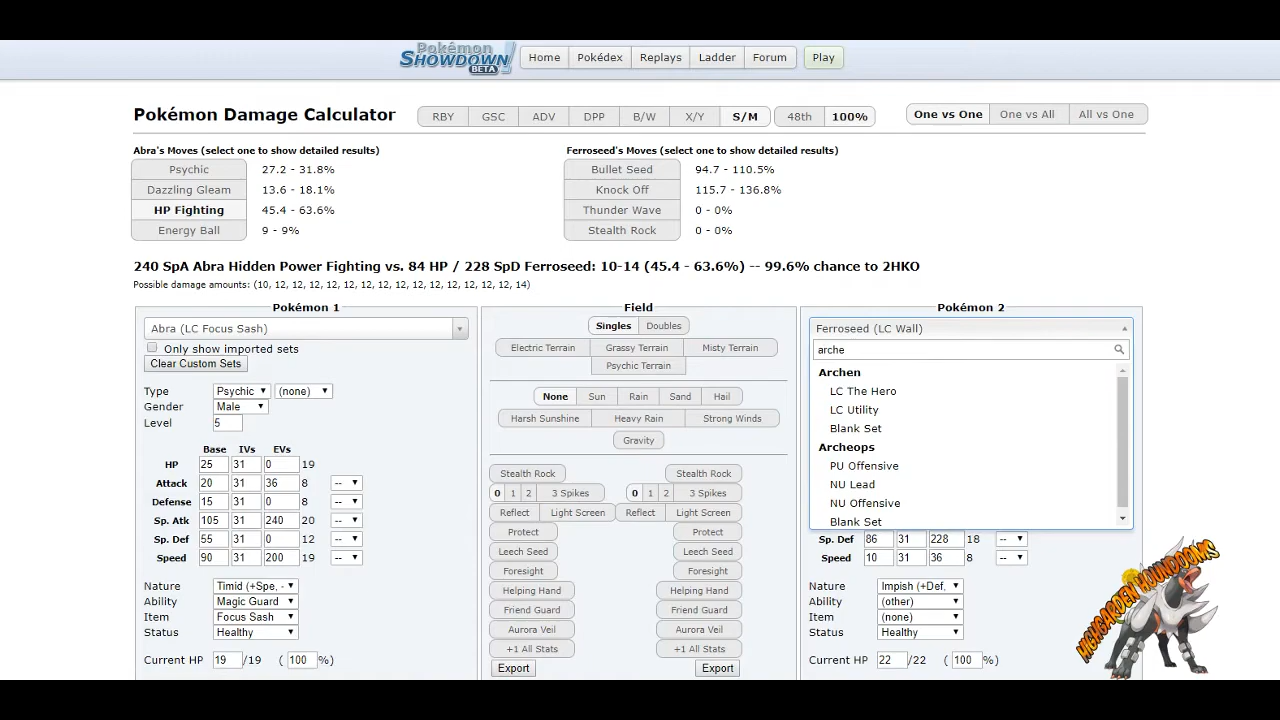 Pokémon
SHOWDOWN
BETA
Home Pokédex Replays Ladder Forum Play
Pokémon Damage Calculator RBY GSC ADV DPP B/W X/Y S/M 48th 100% One vs One One vs All All vs One
Abra's Moves (select one to show detailed results) Ferroseed's Moves (select one to show detailed results)
Psychic 27.2 - 31.8% Bullet Seed 94.7 - 110.5%
Dazzling Gleam 13.6 - 18.1% Knock Off 115.7 - 136.8%
HP Fighting 45.4 - 63.6% Thunder Wave 0 - 0%
Energy Ball 9 - 9% Stealth Rock 0 - 0%
240 SpA Abra Hidden Power Fighting vs. 84 HP / 228 SpD Ferroseed: 10-14 (45.4 - 63.6%) -- 99.6% chance to 2HKO
Possible damage amounts: (10, 12, 12, 12, 12, 12, 12, 12, 12, 12, 12, 12, 12, 12, 12, 14)
Pokémon 1
Abra (LC Focus Sash)
Only show imported sets
Clear Custom Sets
Type Psychic (none)
Gender Male
Level 5
Base IVs EVs
HP 25 31 0 19
Attack 20 31 36 8 --
Defense 15 31 0 8 --
Sp. Atk 105 31 240 20 --
Sp. Def 55 31 0 12 --
Speed 90 31 200 19 --
Nature Timid (+Spe, -
Ability Magic Guard
Item Focus Sash
Status Healthy
Current HP 19 /19 ( 100 %)
Field
Singles Doubles
Electric Terrain Grassy Terrain Misty Terrain
Psychic Terrain
None Sun Rain Sand Hail
Harsh Sunshine Heavy Rain Strong Winds
Gravity
Stealth Rock Stealth Rock
0 1 2 3 Spikes 0 1 2 3 Spikes
Reflect Light Screen Reflect Light Screen
Protect Protect
Leech Seed Leech Seed
Foresight Foresight
Helping Hand Helping Hand
Friend Guard Friend Guard
Aurora Veil Aurora Veil
+1 All Stats +1 All Stats
Export Export
Pokémon 2
Ferroseed (LC Wall)
arche
Archen
LC The Hero
LC Utility
Blank Set
Archeops
PU Offensive
NU Lead
NU Offensive
Blank Set
Sp. Def 86 31 228 18 --
Speed 10 31 36 8 --
Nature Impish (+Def,
Ability (other)
Item (none)
Status Healthy
Current HP 22 /22 ( 100 %)
HIGHGARDEN HOUNDOOMS